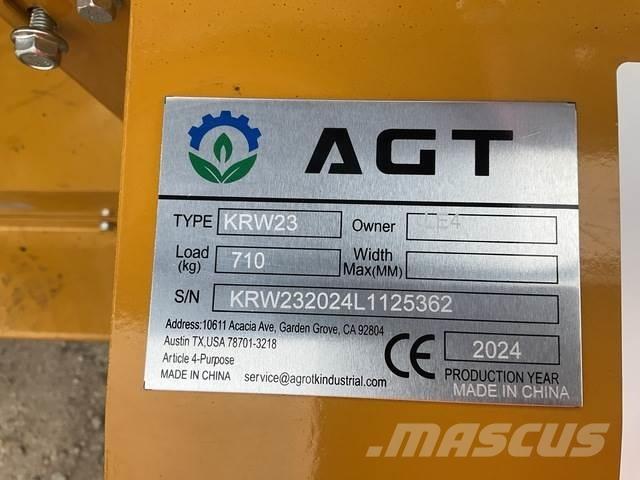 AGT
TYPE KRW23 Owner
Load (kg) 710 Width Max(MM)
S/N KRW232024L1125362
Address:10611 Acacia Ave, Garden Grove, CA 92804
Austin TX,USA 78701-3218
Article 4-Purpose
MADE IN CHINA service@agrotkindustrial.com
CE 2024
PRODUCTION YEAR
MADE IN CHINA
MASCUS